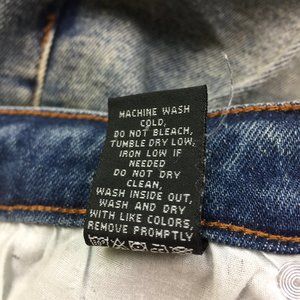 MACHINE WASH
COLD,
DO NOT BLEACH,
TUMBLE DRY LOW,
IRON LOW IF
NEEDED
DO NOT DRY
CLEAN,
WASH INSIDE OUT,
WASH AND DRY
WITH LIKE COLORS,
REMOVE PROMPTLY